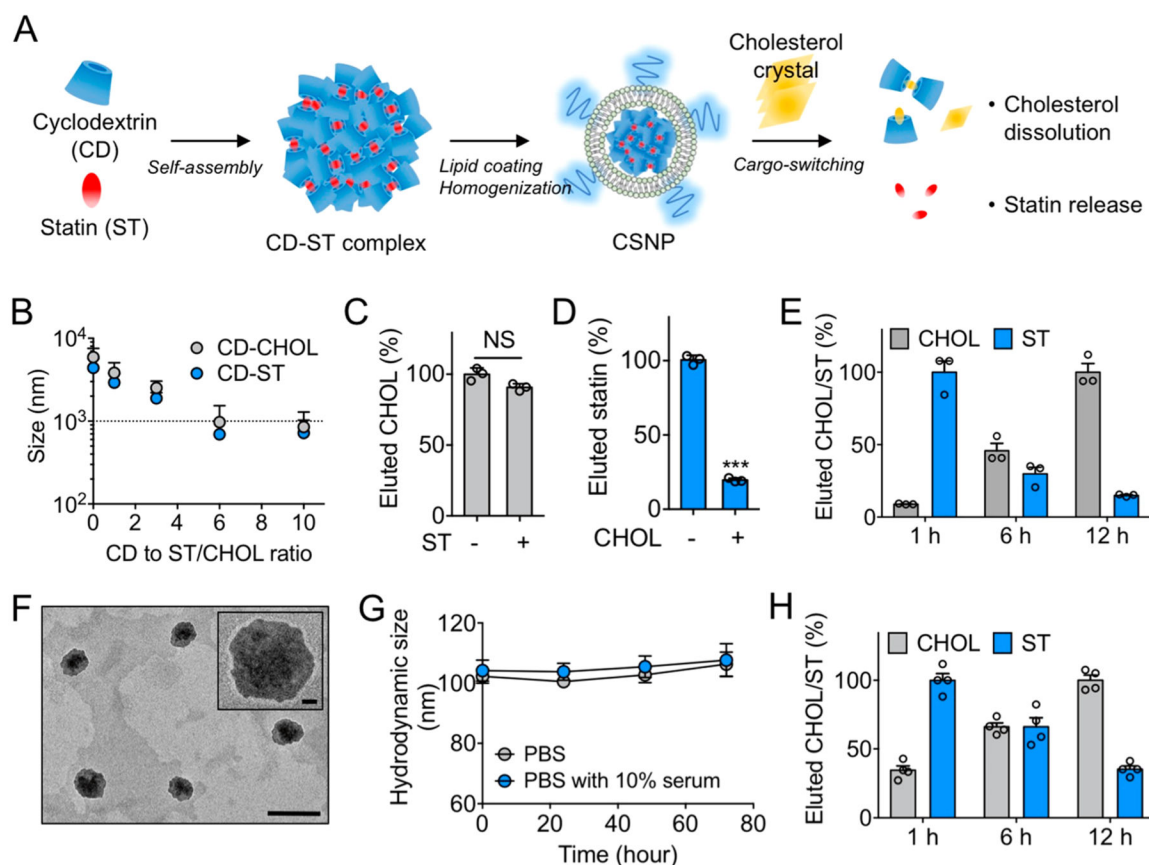 A
Cyclodextrin
(CD)
Statin (ST)
Self-assembly
CD-ST complex
Lipid coating
Homogenization
CSNP
Cholesterol
crystal
Cargo-switching
• Cholesterol
dissolution
• Statin release
B
Size (nm)
10⁴
10³
10²
0 2 4 6 8 10
CD to ST/CHOL ratio
CD-CHOL
CD-ST
C
Eluted CHOL (%)
100
50
0
NS
ST - +
D
Eluted statin (%)
100
50
0
***
CHOL - +
E
Eluted CHOL/ST (%)
CHOL ST
100
50
0
1 h 6 h 12 h
F
G
Hydrodynamic size
(nm)
120
100
80
60
PBS
PBS with 10% serum
0 20 40 60 80
Time (hour)
H
Eluted CHOL/ST (%)
CHOL ST
100
50
0
1 h 6 h 12 h